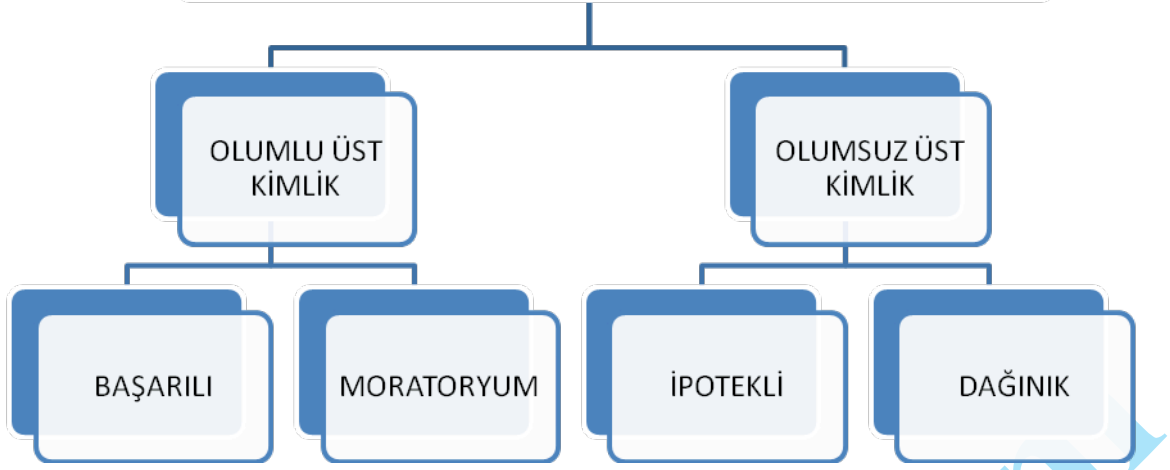 OLUMLU ÜST
KİMLİK
OLUMSUZ ÜST
KİMLİK
BAŞARILI
MORATORYUM
İPOTEKLİ
DAĞINIK